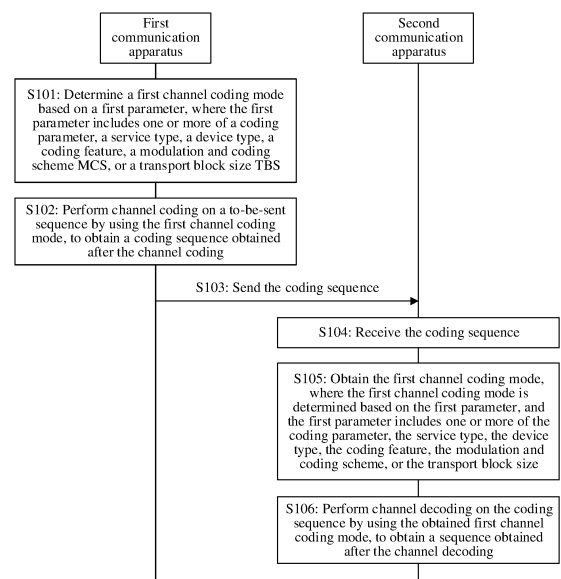 First
communication
apparatus
Second
communication
apparatus
S101: Determine a first channel coding mode
based on a first parameter, where the first
parameter includes one or more of a coding
parameter, a service type, a device type, a
coding feature, a modulation and coding
scheme MCS, or a transport block size TBS
S102: Perform channel coding on a to-be-sent
sequence by using the first channel coding
mode, to obtain a coding sequence obtained
after the channel coding
S103: Send the coding sequence
S104: Receive the coding sequence
S105: Obtain the first channel coding mode,
where the first channel coding mode is
determined based on the first parameter, and
the first parameter includes one or more of the
coding parameter, the service type, the device
type, the coding feature, the modulation and
coding scheme, or the transport block size
S106: Perform channel decoding on the coding
sequence by using the obtained first channel
coding mode, to obtain a sequence obtained
after the channel decoding